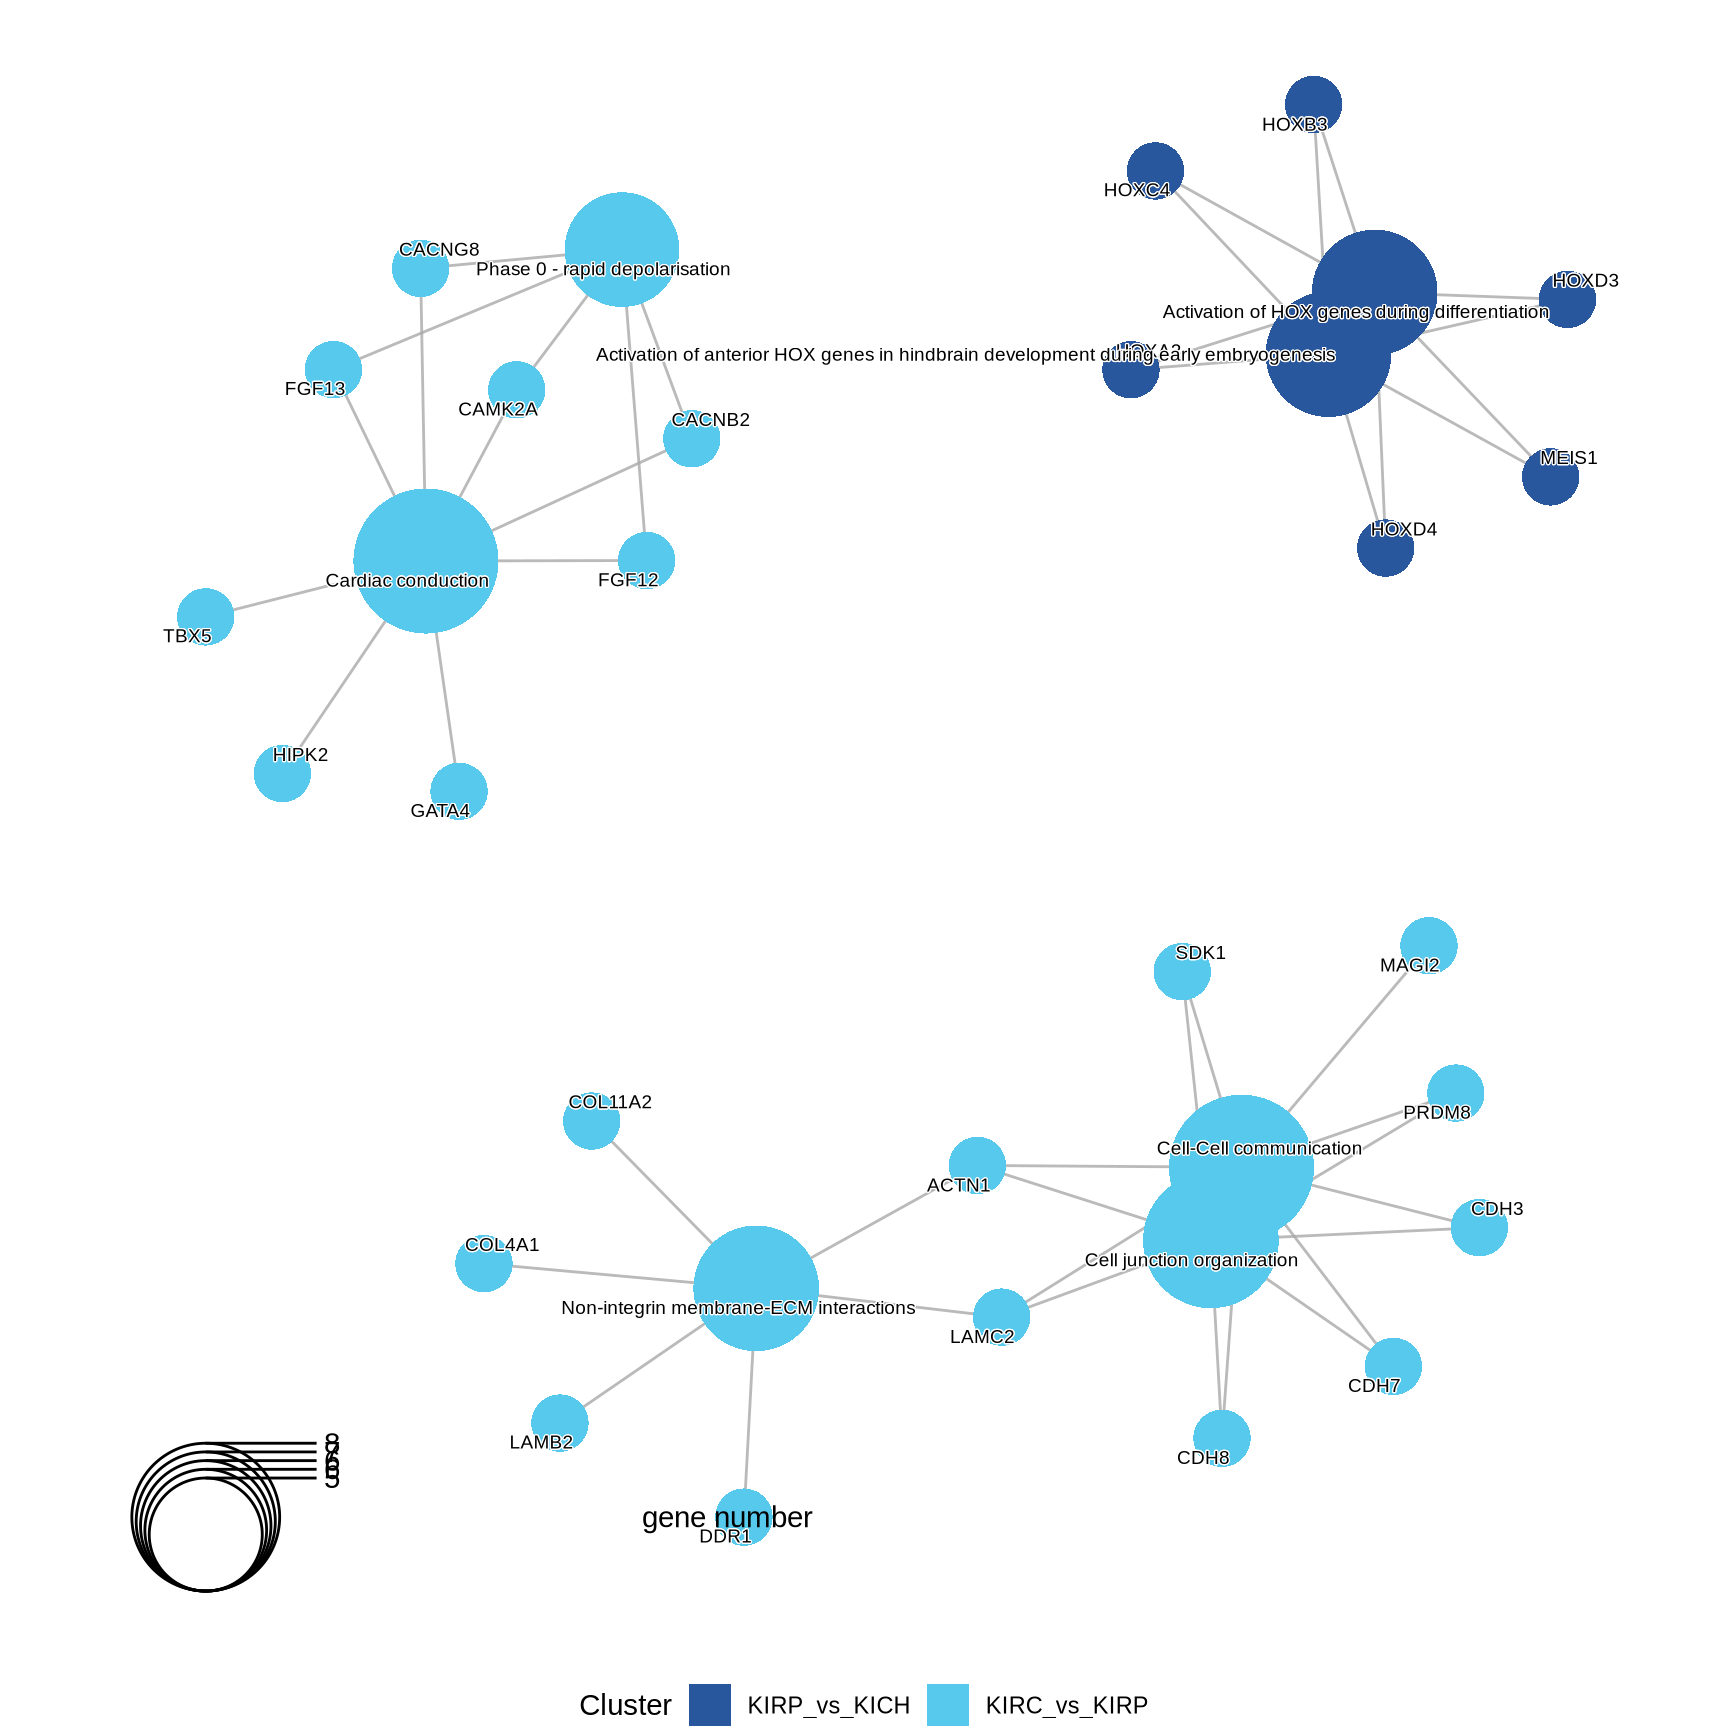 HOXB3
HOXC4
CACNG8
Phase 0 - rapid depolarisation
HOXD3
Activation of HOX genes during differentiation
Activation of anterior HOX genes in hindbrain development during early embryogenesis
FGF13
CAMK2A
CACNB2
MEIS1
HOXD4
Cardiac conduction
FGF12
TBX5
HIPK2
GATA4
SDK1
MAGI2
COL11A2
PRDM8
Cell-Cell communication
ACTN1
CDH3
COL4A1
Cell junction organization
Non-integrin membrane-ECM interactions
LAMC2
CDH7
LAMB2
CDH8
8
7
6
5
gene number
DDR1
Cluster KIRP_vs_KICH KIRC_vs_KIRP